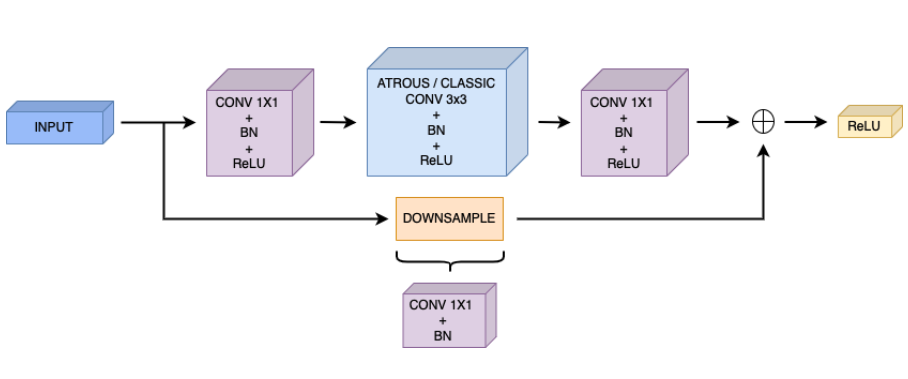 INPUT
CONV 1X1
+
BN
+
ReLU
ATROUS / CLASSIC
CONV 3x3
+
BN
+
ReLU
CONV 1X1
+
BN
+
ReLU
ReLU
DOWNSAMPLE
CONV 1X1
+
BN